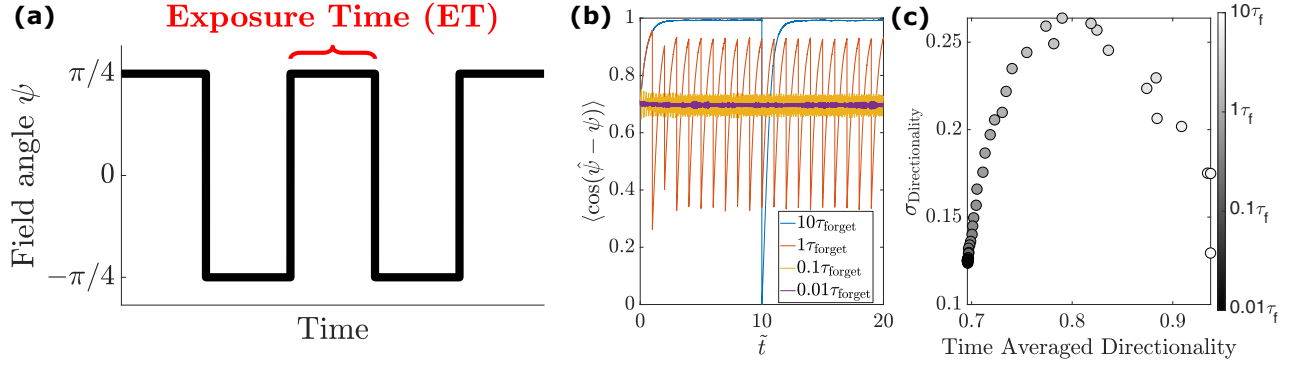 (a)
Exposure Time (ET)
Field angle ψ
π/4
0
−π/4
Time
(b)
⟨cos(ψ̂ − ψ)⟩
1
0.8
0.6
0.4
0.2
0
10τforget
1τforget
0.1τforget
0.01τforget
0 10 20
t̃
(c)
σDirectionality
0.25
0.2
0.15
0.1
0.7 0.8 0.9
Time Averaged Directionality
10τf
1τf
0.1τf
0.01τf